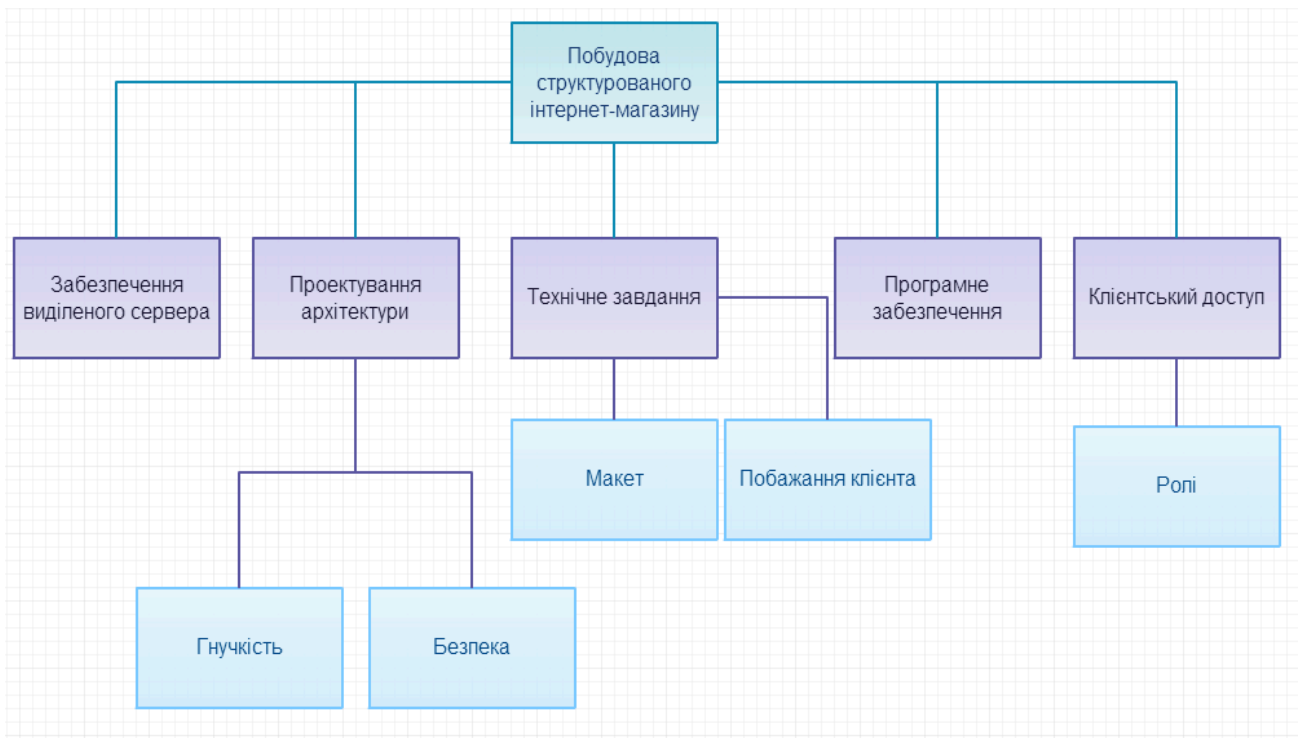 Побудова
структурованого
інтернет-магазину
Забезпечення
виділеного сервера
Проектування
архітектури
Технічне завдання
Програмне
забезпечення
Клієнтський доступ
Макет
Побажання клієнта
Ролі
Гнучкість
Безпека